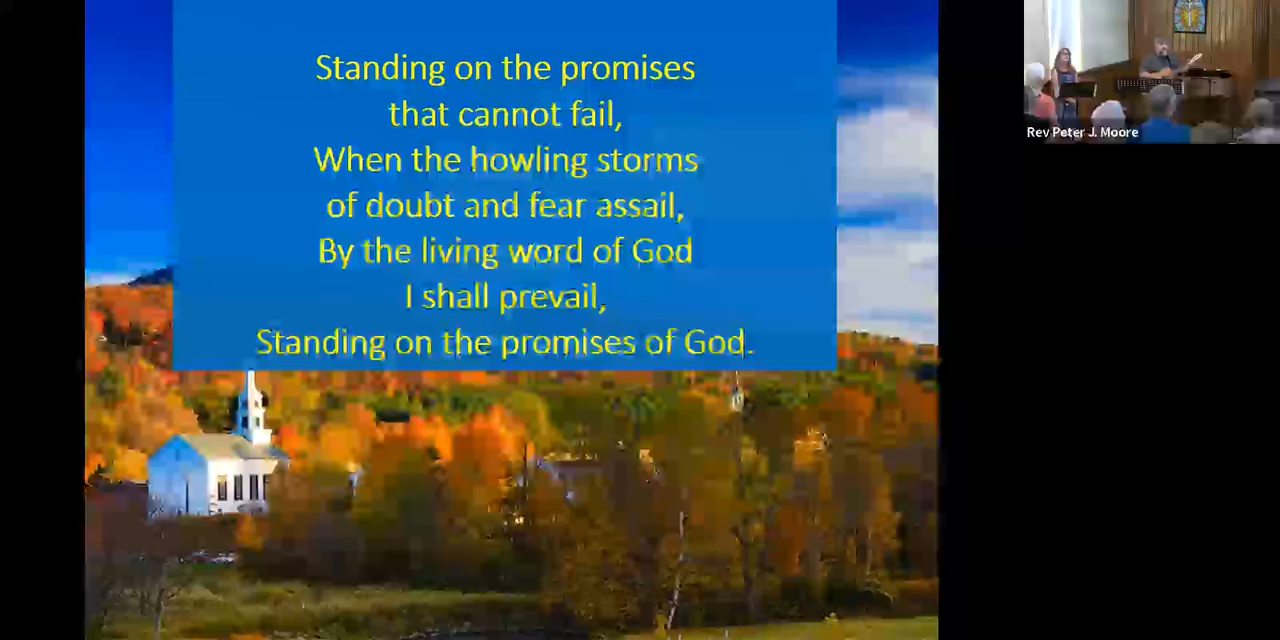 Standing on the promises
that cannot fail,
When the howling storms
of doubt and fear assail,
By the living word of God
I shall prevail,
Standing on the promises of God.
Rev Peter J. Moore